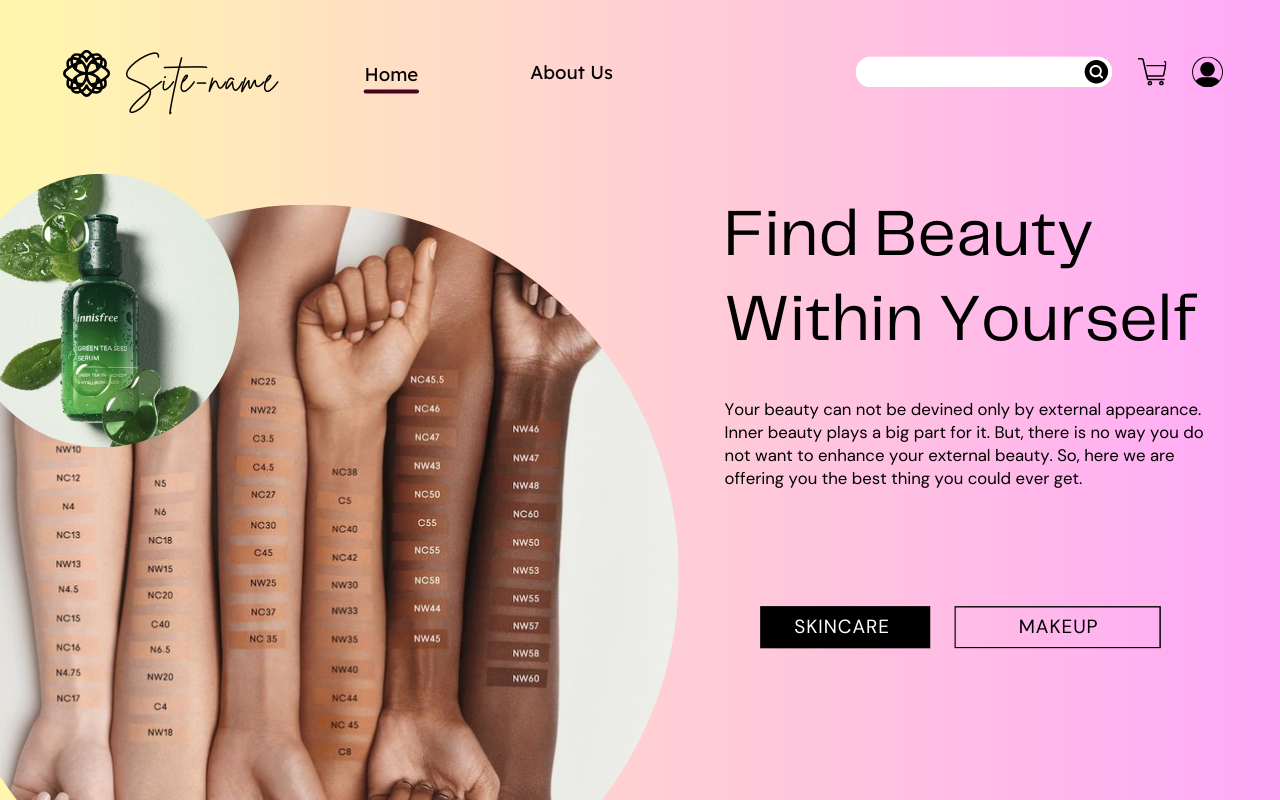 Site-name
Home
About Us
Find Beauty
Within Yourself
Your beauty can not be devined only by external appearance.
Inner beauty plays a big part for it. But, there is no way you do
not want to enhance your external beauty. So, here we are
offering you the best thing you could ever get.
SKINCARE
MAKEUP
innisfree
GREEN TEA SEED
SERUM
NW10
NC12
N4
NC13
NW13
N4.5
NC15
NC16
N4.75
NC17
N5
N6
NC18
NW15
NC20
C40
N6.5
NW20
C4
NW18
NC25
NW22
C3.5
C4.5
NC27
NC30
C45
NW25
NC37
NC 35
NC38
C5
NC40
NC42
NW30
NW33
NW35
NW40
NC44
NC 45
C8
NC45.5
NC46
NC47
NW43
NC50
C55
NC55
NC58
NW44
NW45
NW46
NW47
NW48
NC60
NW50
NW53
NW55
NW57
NW58
NW60